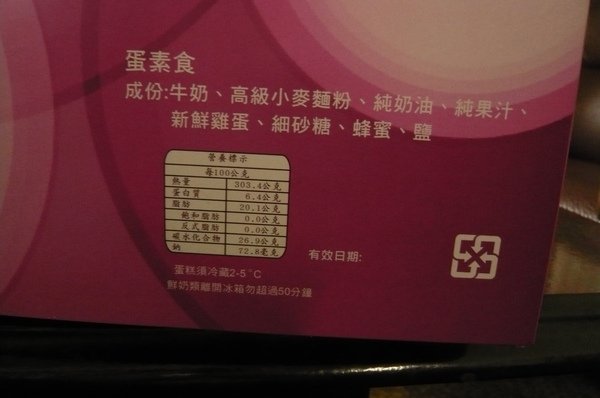 蛋素食
成份:牛奶、高級小麥麵粉、純奶油、純果汁、
新鮮雞蛋、細砂糖、蜂蜜、鹽
營養標示
每100公克
熱量 303.4公克
蛋白質 6.4公克
脂肪 20.1公克
飽和脂肪 0.0公克
反式脂肪 0.0公克
碳水化合物 26.9公克
鈉 72.8毫克
有效日期:
蛋糕須冷藏2-5°C
鮮奶類離開冰箱勿超過50分鐘